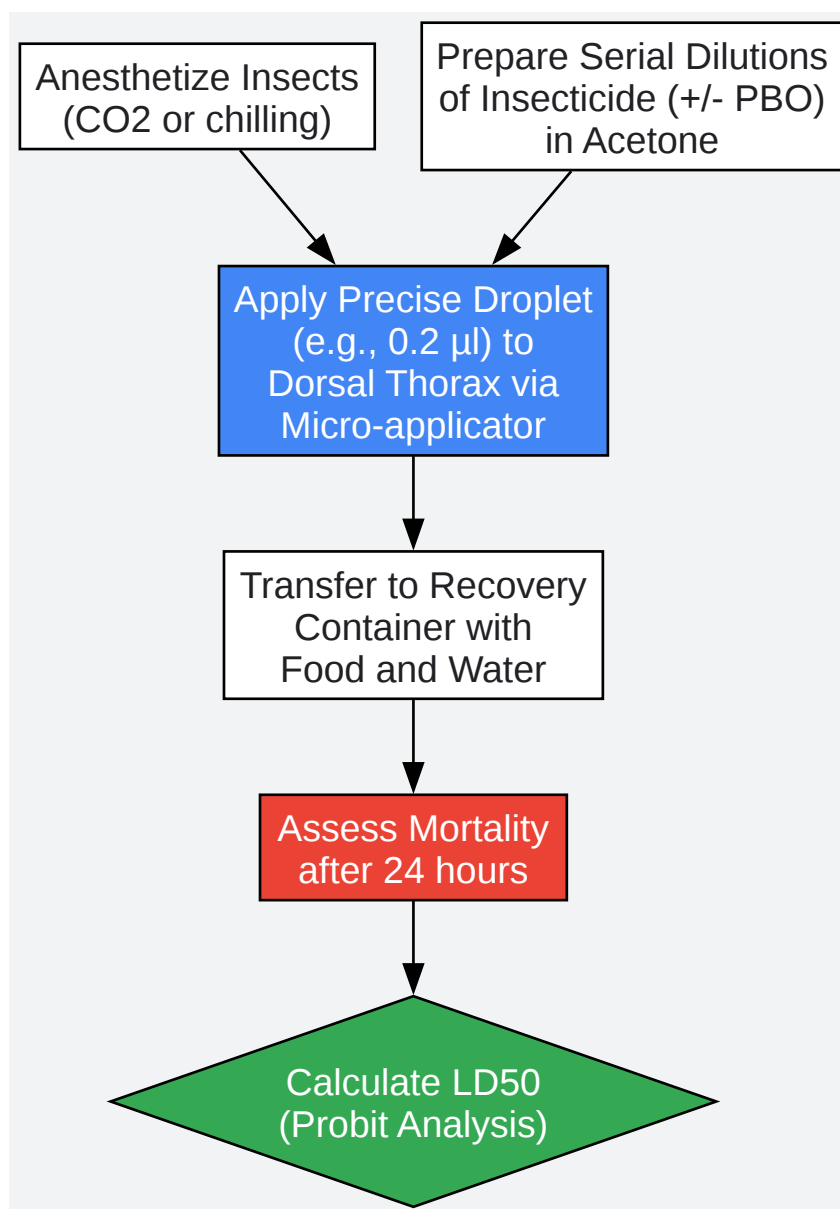 Anesthetize Insects
(CO2 or chilling)
Prepare Serial Dilutions
of Insecticide (+/- PBO)
in Acetone
Apply Precise Droplet
(e.g., 0.2 µl) to
Dorsal Thorax via
Micro-applicator
Transfer to Recovery
Container with
Food and Water
Assess Mortality
after 24 hours
Calculate LD50
(Probit Analysis)